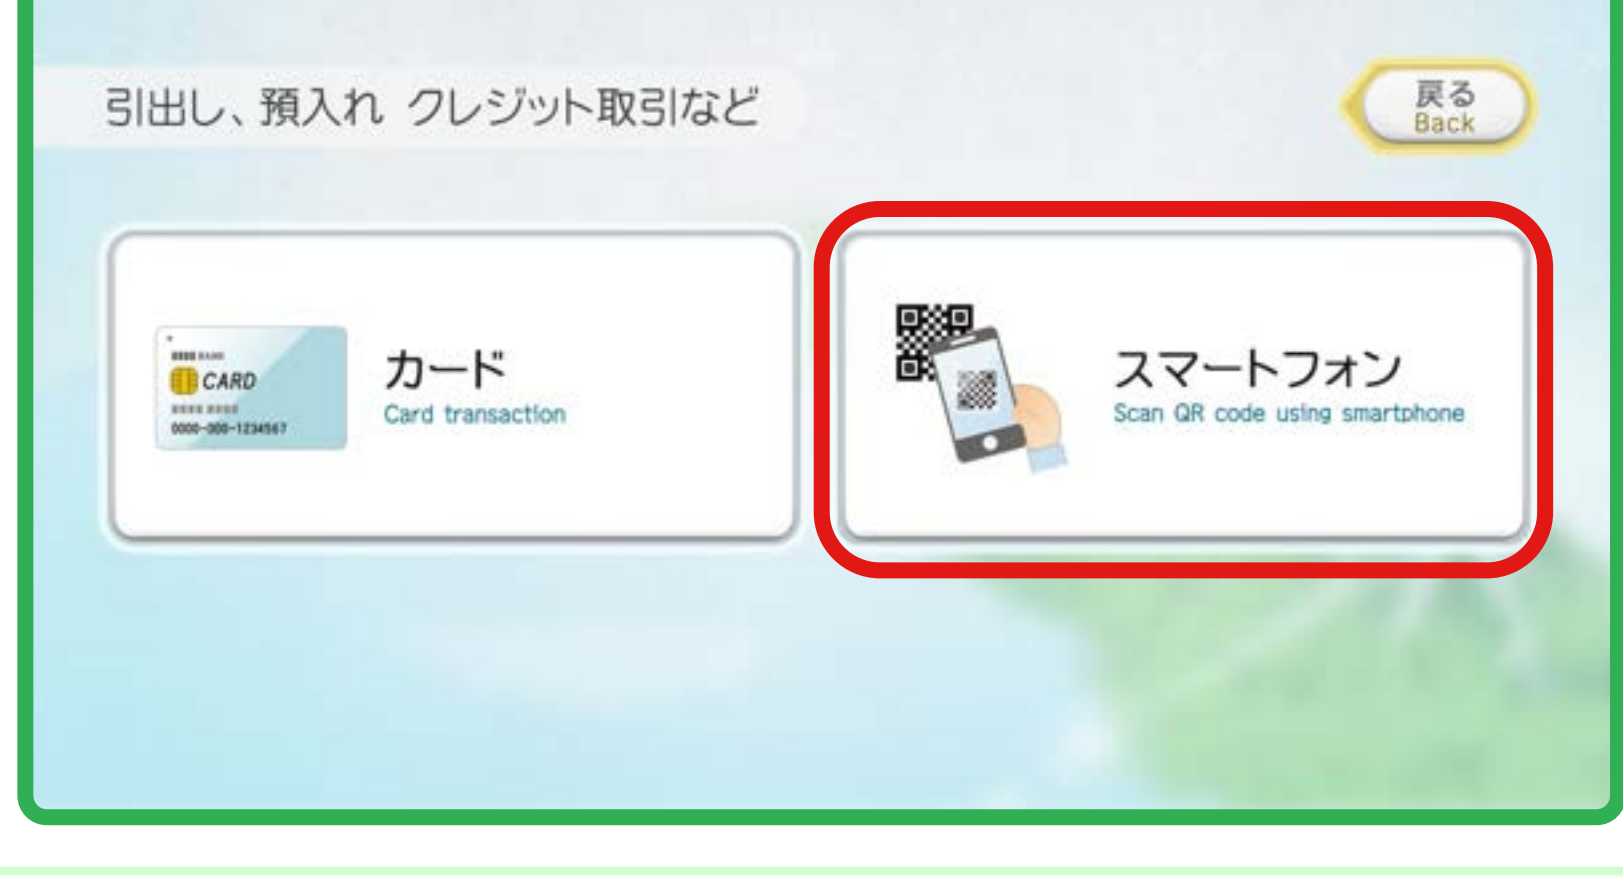 引出し、預入れ クレジット取引など
戻る
Back
CARD
0000-000-1234567
カード
Card transaction
スマートフォン
Scan QR code using smartphone